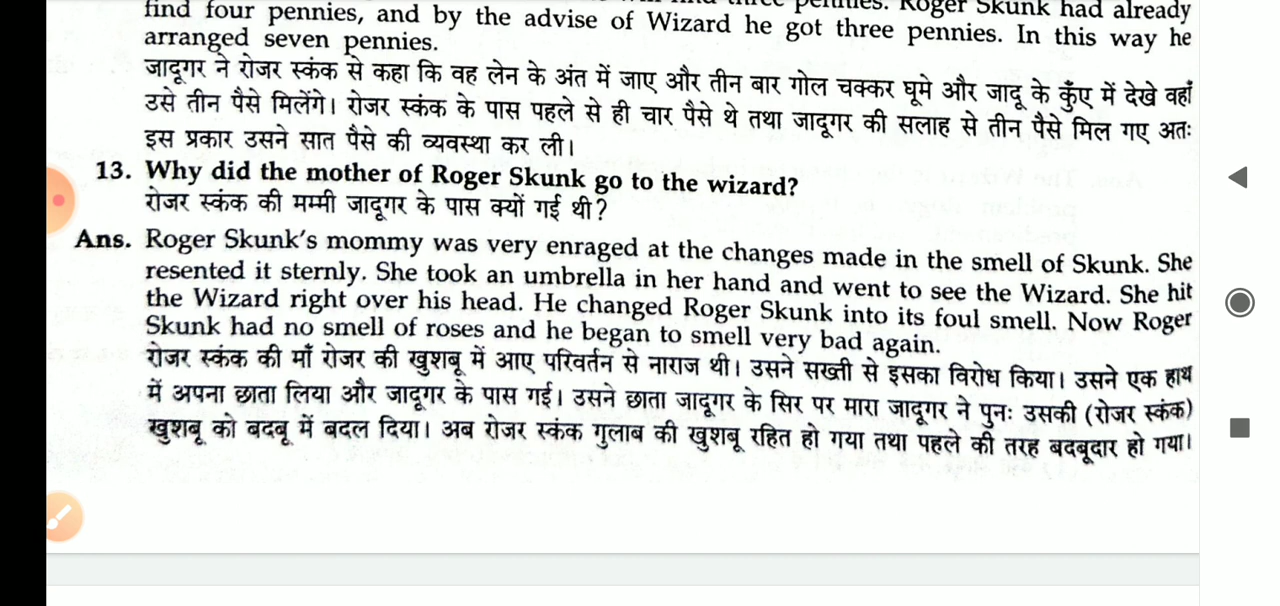 find four pennies, and by the advise of Wizard he got three pennies. In this way he
arranged seven pennies.
जादूगर ने रोजर स्कंक से कहा कि वह लेन के अंत में जाए और तीन बार गोल चक्कर घूमे और जादू के कुँए में देखे वहाँ
उसे तीन पैसे मिलेंगे। रोजर स्कंक के पास पहले से ही चार पैसे थे तथा जादूगर की सलाह से तीन पैसे मिल गए अतः
इस प्रकार उसने सात पैसे की व्यवस्था कर ली।
13. Why did the mother of Roger Skunk go to the wizard?
रोजर स्कंक की मम्मी जादूगर के पास क्यों गई थी?
Ans. Roger Skunk's mommy was very enraged at the changes made in the smell of Skunk. She
resented it sternly. She took an umbrella in her hand and went to see the Wizard. She hit
the Wizard right over his head. He changed Roger Skunk into its foul smell. Now Roger
Skunk had no smell of roses and he began to smell very bad again.
रोजर स्कंक की माँ रोजर की खुशबू में आए परिवर्तन से नाराज थी। उसने सख्ती से इसका विरोध किया। उसने एक हाथ
में अपना छाता लिया और जादूगर के पास गई। उसने छाता जादूगर के सिर पर मारा जादूगर ने पुनः उसकी (रोजर स्कंक)
खुशबू को बदबू में बदल दिया। अब रोजर स्कंक गुलाब की खुशबू रहित हो गया तथा पहले की तरह बदबूदार हो गया।